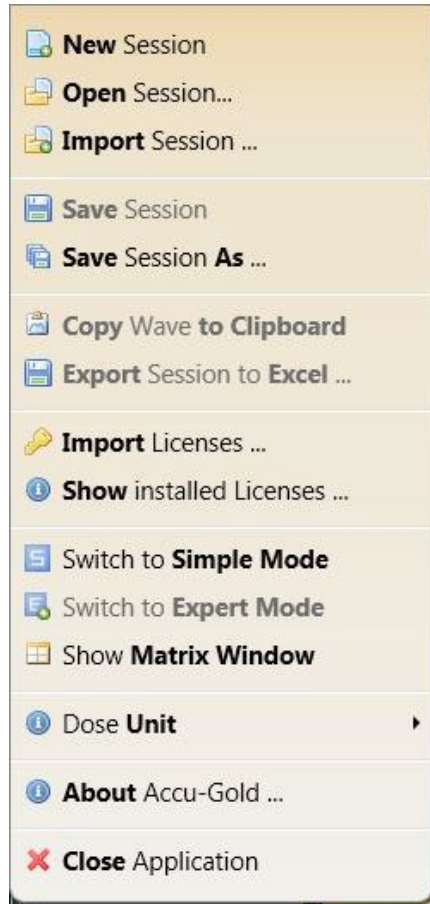 New Session
Open Session...
Import Session ...
Save Session
Save Session As ...
Copy Wave to Clipboard
Export Session to Excel ...
Import Licenses ...
Show installed Licenses ...
Switch to Simple Mode
Switch to Expert Mode
Show Matrix Window
Dose Unit
About Accu-Gold ...
Close Application